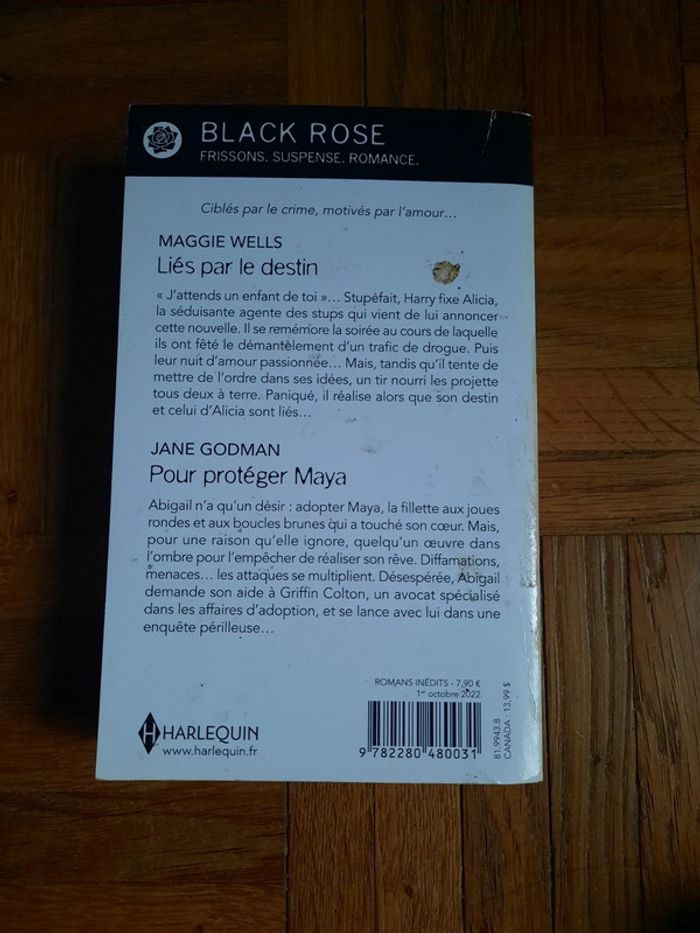 BLACK ROSE
FRISSONS. SUSPENSE. ROMANCE.
Ciblés par le crime, motivés par l'amour…
MAGGIE WELLS
Liés par le destin
« J'attends un enfant de toi »… Stupéfait, Harry fixe Alicia,
la séduisante agente des stups qui vient de lui annoncer
cette nouvelle. Il se remémore la soirée au cours de laquelle
ils ont fêté le démantèlement d'un trafic de drogue. Puis
leur nuit d'amour passionnée… Mais, tandis qu'il tente de
mettre de l'ordre dans ses idées, un tir nourri les projette
tous deux à terre. Paniqué, il réalise alors que son destin
et celui d'Alicia sont liés…
JANE GODMAN
Pour protéger Maya
Abigail n'a qu'un désir : adopter Maya, la fillette aux joues
rondes et aux boucles brunes qui a touché son cœur. Mais,
pour une raison qu'elle ignore, quelqu'un œuvre dans
l'ombre pour l'empêcher de réaliser son rêve. Diffamations,
menaces… les attaques se multiplient. Désespérée, Abigail
demande son aide à Griffin Colton, un avocat spécialisé
dans les affaires d'adoption, et se lance avec lui dans une
enquête périlleuse…
ROMANS INÉDITS - 7,90 €
1er octobre 2022
HARLEQUIN
www.harlequin.fr
9 782280 480031
81.9943.8
CANADA : 13,99 $